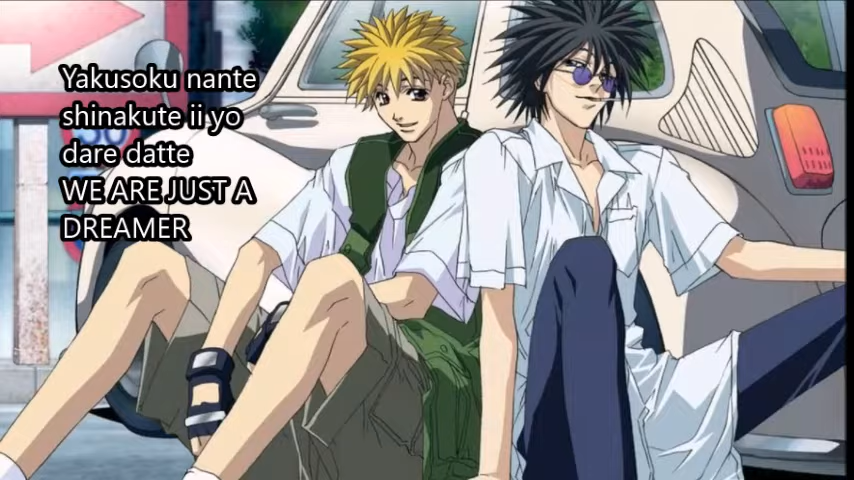 Yakusoku nante
shinakute ii yo
dare datte
WE ARE JUST A
DREAMER